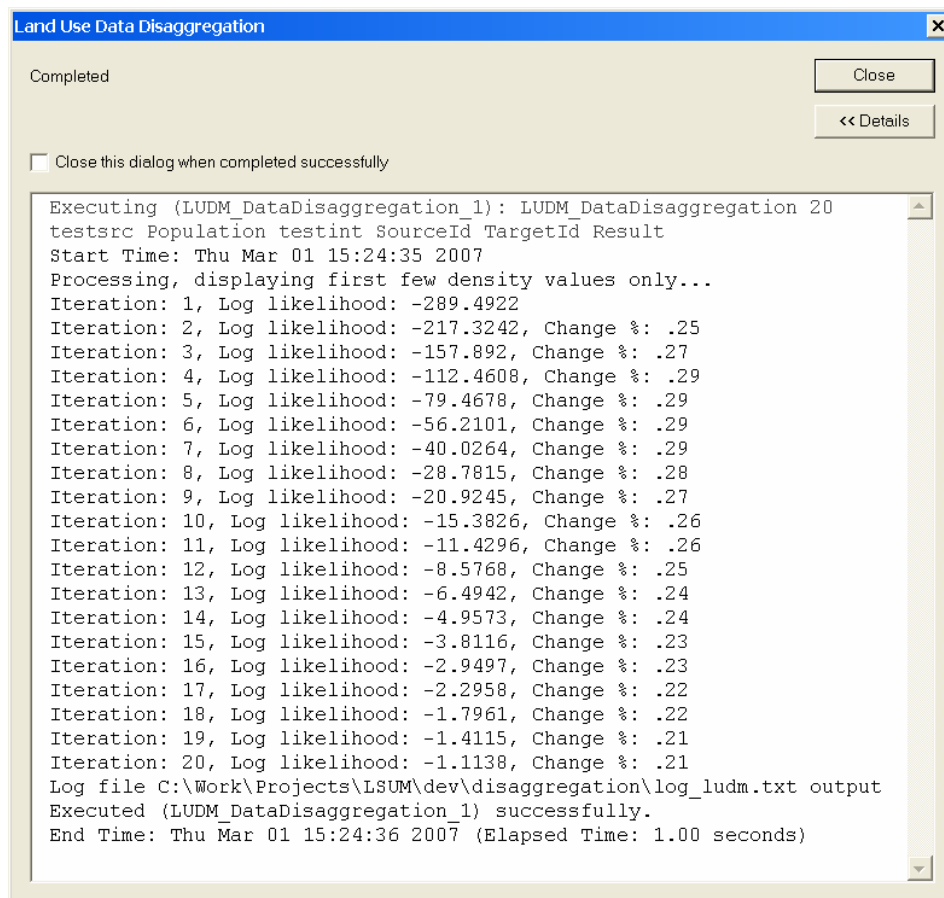 Land Use Data Disaggregation
Completed
Close
<< Details
Close this dialog when completed successfully
Executing (LUDM_DataDisaggregation_1): LUDM_DataDisaggregation 20
testsrc Population testint SourceId TargetId Result
Start Time: Thu Mar 01 15:24:35 2007
Processing, displaying first few density values only...
Iteration: 1, Log likelihood: -289.4922
Iteration: 2, Log likelihood: -217.3242, Change %: .25
Iteration: 3, Log likelihood: -157.892, Change %: .27
Iteration: 4, Log likelihood: -112.4608, Change %: .29
Iteration: 5, Log likelihood: -79.4678, Change %: .29
Iteration: 6, Log likelihood: -56.2101, Change %: .29
Iteration: 7, Log likelihood: -40.0264, Change %: .29
Iteration: 8, Log likelihood: -28.7815, Change %: .28
Iteration: 9, Log likelihood: -20.9245, Change %: .27
Iteration: 10, Log likelihood: -15.3826, Change %: .26
Iteration: 11, Log likelihood: -11.4296, Change %: .26
Iteration: 12, Log likelihood: -8.5768, Change %: .25
Iteration: 13, Log likelihood: -6.4942, Change %: .24
Iteration: 14, Log likelihood: -4.9573, Change %: .24
Iteration: 15, Log likelihood: -3.8116, Change %: .23
Iteration: 16, Log likelihood: -2.9497, Change %: .23
Iteration: 17, Log likelihood: -2.2958, Change %: .22
Iteration: 18, Log likelihood: -1.7961, Change %: .22
Iteration: 19, Log likelihood: -1.4115, Change %: .21
Iteration: 20, Log likelihood: -1.1138, Change %: .21
Log file C:\Work\Projects\LSUM\dev\disaggregation\log_ludm.txt output
Executed (LUDM_DataDisaggregation_1) successfully.
End Time: Thu Mar 01 15:24:36 2007 (Elapsed Time: 1.00 seconds)